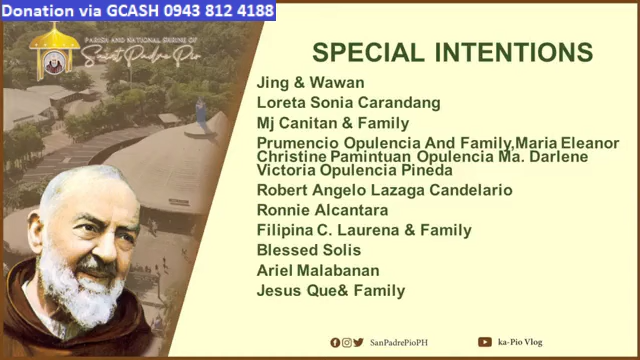 Donation via GCASH 0943 812 4188
PARISH AND NATIONAL SHRINE OF
Saint Padre Pio
SPECIAL INTENTIONS
Jing & Wawan
Loreta Sonia Carandang
Mj Canitan & Family
Prumencio Opulencia And Family,Maria Eleanor
Christine Pamintuan Opulencia Ma. Darlene
Victoria Opulencia Pineda
Robert Angelo Lazaga Candelario
Ronnie Alcantara
Filipina C. Laurena & Family
Blessed Solis
Ariel Malabanan
Jesus Que& Family
SanPadrePioPH
ka-Pio Vlog